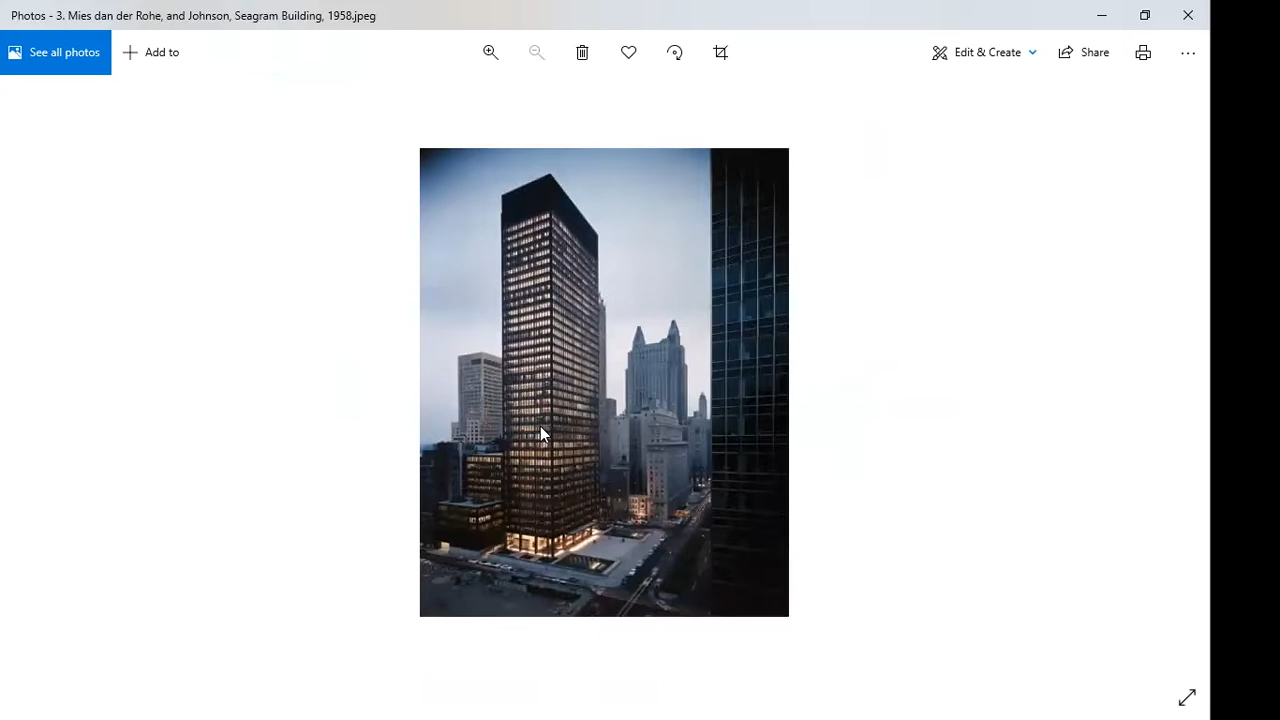 Photos - 3. Mies dan der Rohe, and Johnson, Seagram Building, 1958.jpeg
See all photos
Add to
Edit & Create
Share